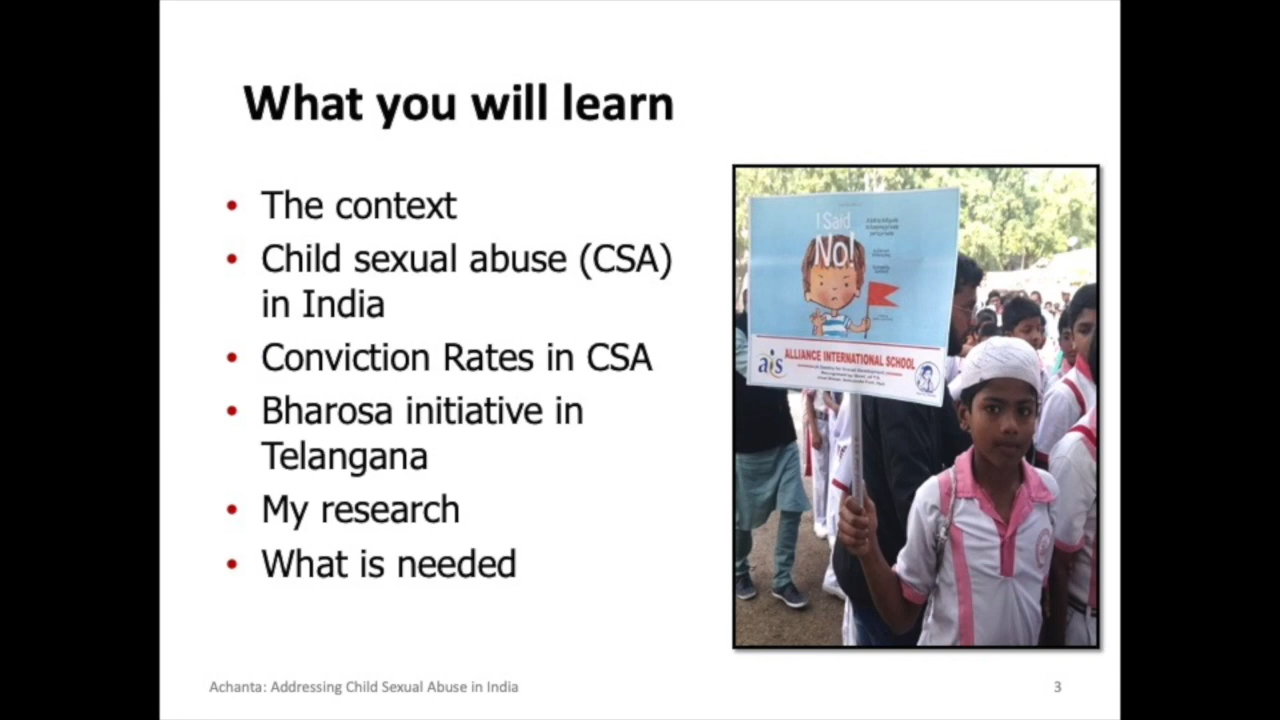 What you will learn
• The context
• Child sexual abuse (CSA)
in India
• Conviction Rates in CSA
• Bharosa initiative in
Telangana
• My research
• What is needed
I Said
No!
ais
ALLIANCE INTERNATIONAL SCHOOL
Achanta: Addressing Child Sexual Abuse in India
3